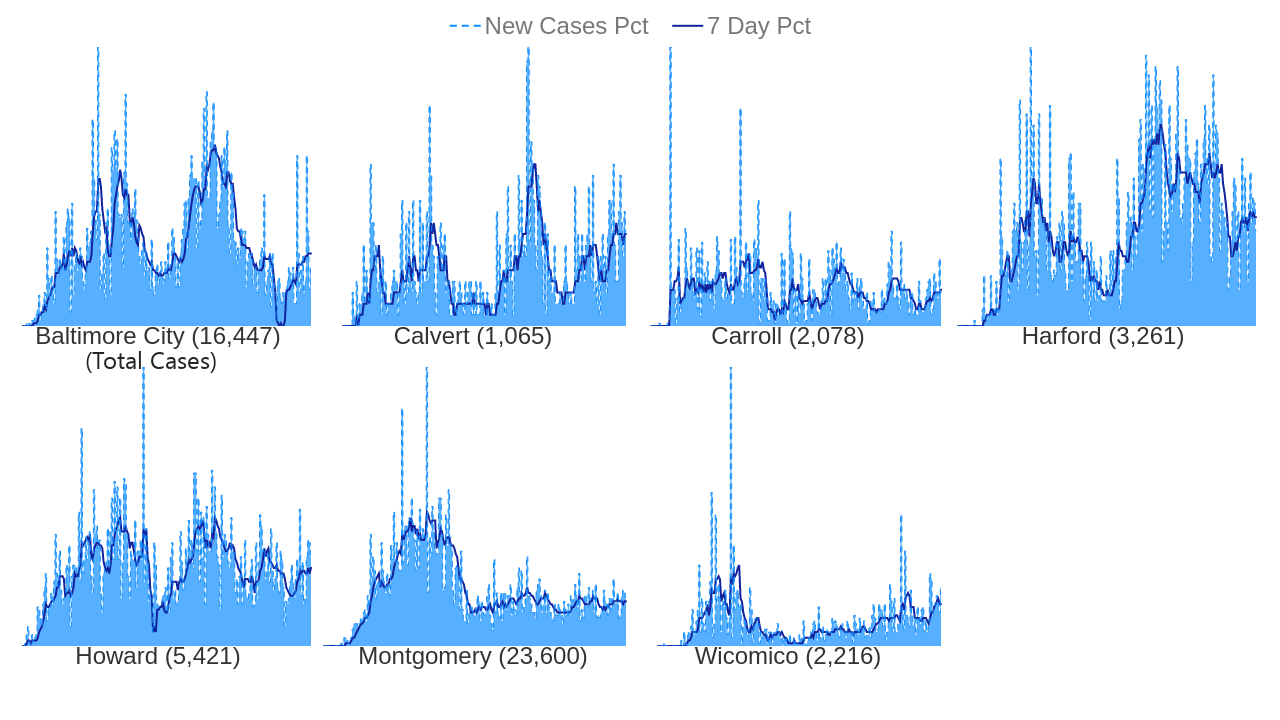 New Cases Pct 7 Day Pct
Baltimore City (16,447) Calvert (1,065) Carroll (2,078) Harford (3,261)
(Total Cases)
Howard (5,421) Montgomery (23,600) Wicomico (2,216)